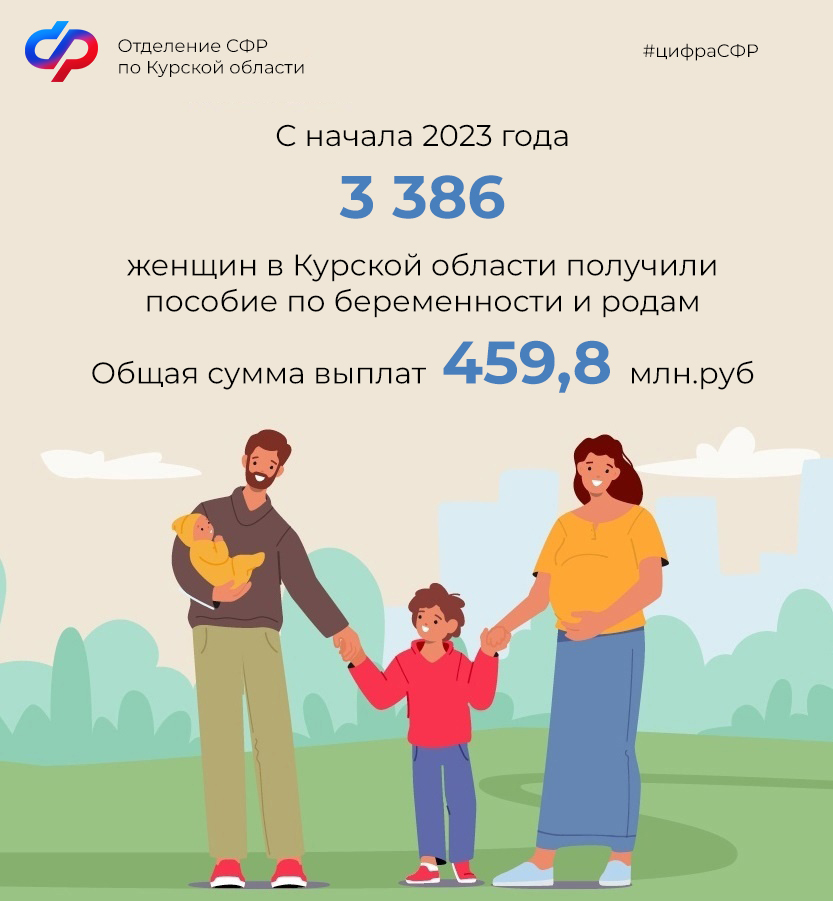 Отделение СФР
по Курской области
#цифраСФР
С начала 2023 года
3 386
женщин в Курской области получили
пособие по беременности и родам
Общая сумма выплат 459,8 млн.руб